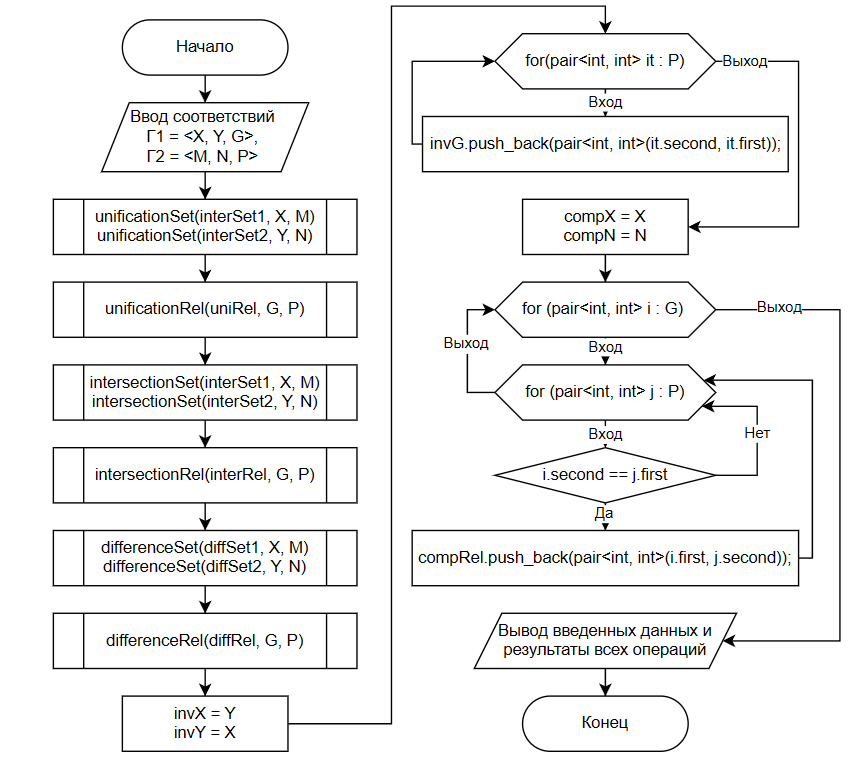 Начало
Ввод соответствий
Г1 = <X, Y, G>,
Г2 = <M, N, P>
unificationSet(interSet1, X, M)
unificationSet(interSet2, Y, N)
unificationRel(uniRel, G, P)
intersectionSet(interSet1, X, M)
intersectionSet(interSet2, Y, N)
intersectionRel(interRel, G, P)
differenceSet(diffSet1, X, M)
differenceSet(diffSet2, Y, N)
differenceRel(diffRel, G, P)
invX = Y
invY = X
for(pair<int, int> it : P)
Выход
Вход
invG.push_back(pair<int, int>(it.second, it.first));
compX = X
compN = N
for (pair<int, int> i : G)
Выход
Выход
Вход
for (pair<int, int> j : P)
Вход
Нет
i.second == j.first
Да
compRel.push_back(pair<int, int>(i.first, j.second));
Вывод введенных данных и
результаты всех операций
Конец